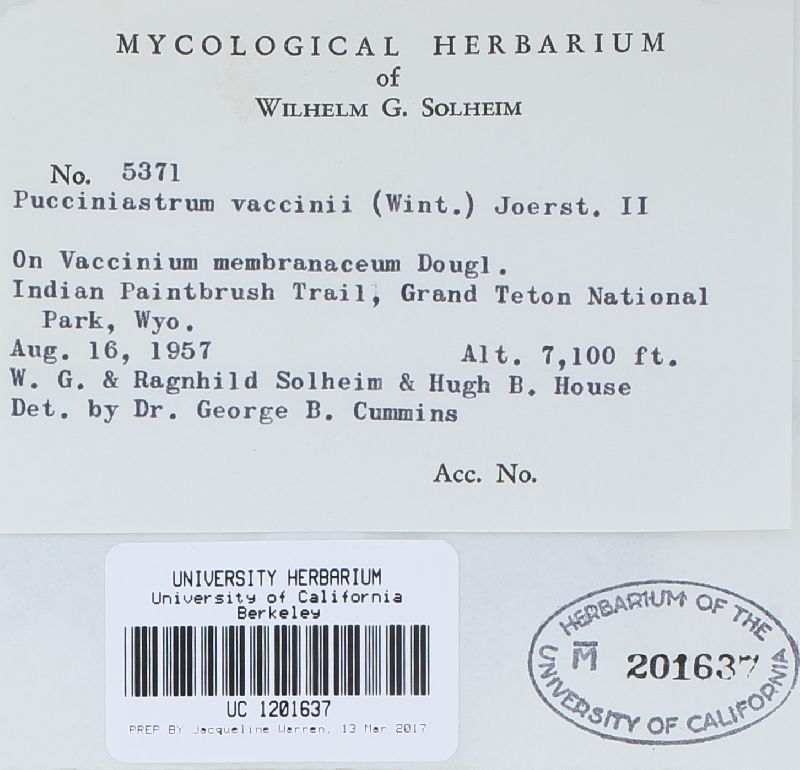 MYCOLOGICAL HERBARIUM
of
WILHELM G. SOLHEIM
No. 5371
Pucciniastrum vaccinii (Wint.) Joerst. II
On Vaccinium membranaceum Dougl.
Indian Paintbrush Trail, Grand Teton National
Park, Wyo.
Aug. 16, 1957 Alt. 7,100 ft.
W. G. & Ragnhild Solheim & Hugh B. House
Det. by Dr. George B. Cummins
Acc. No.
UNIVERSITY HERBARIUM
University of California
Berkeley
UC 1201637
PREP BY Jacqueline Warren, 13 Mar 2017
HERBARIUM OF THE
M 201637
UNIVERSITY OF CALIFORNIA